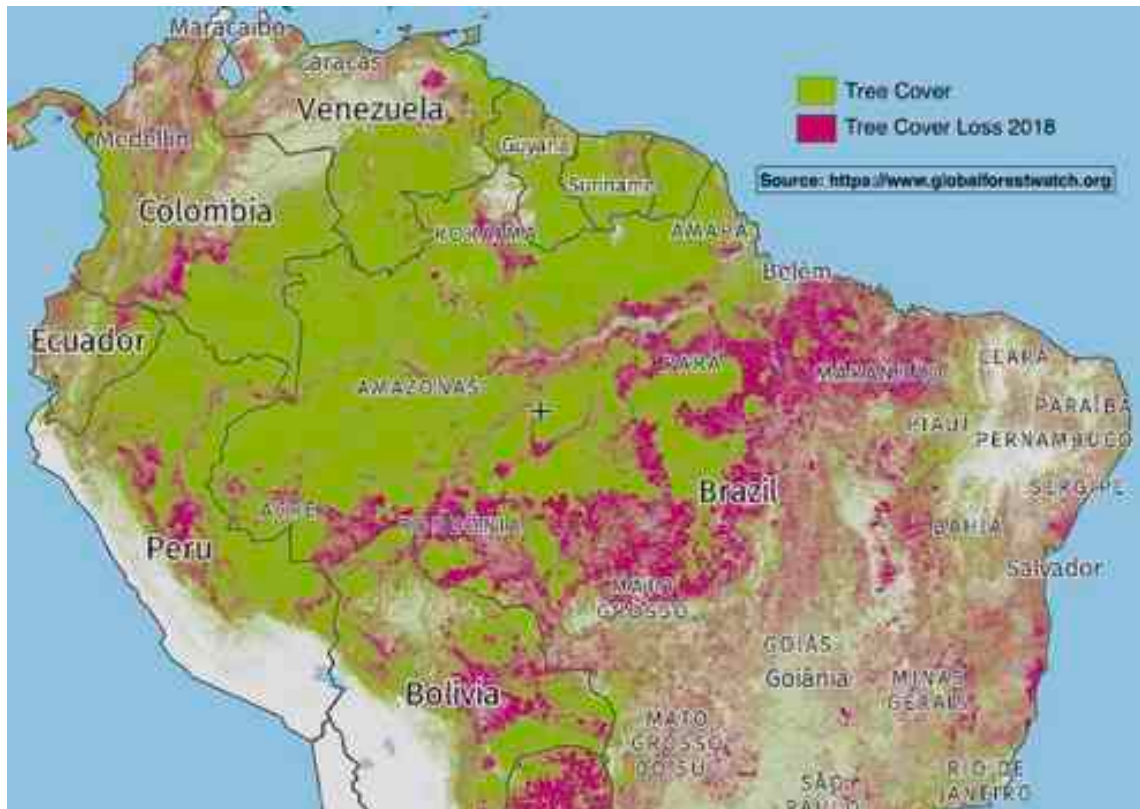 Maracaibo
Caracas
Venezuela
Tree Cover
Tree Cover Loss 2018
Medellín
Guyana
Source: https://www.globalforestwatch.org
Suriname
Colombia
RORAIMA
AMAPÁ
Belém
Ecuador
PARÁ
MARANHÃO
CEARÁ
AMAZONAS
PARAÍBA
PIAUÍ
PERNAMBUCO
Brazil
SERGIPE
ACRE
RONDÔNIA
BAHIA
Peru
Salvador
MATO
GROSSO
GOIÁS
Goiânia
MINAS
GERAIS
Bolivia
MATO
GROSSO
DO SU
RIO DE
JANEIRO
SÃO
PAULO